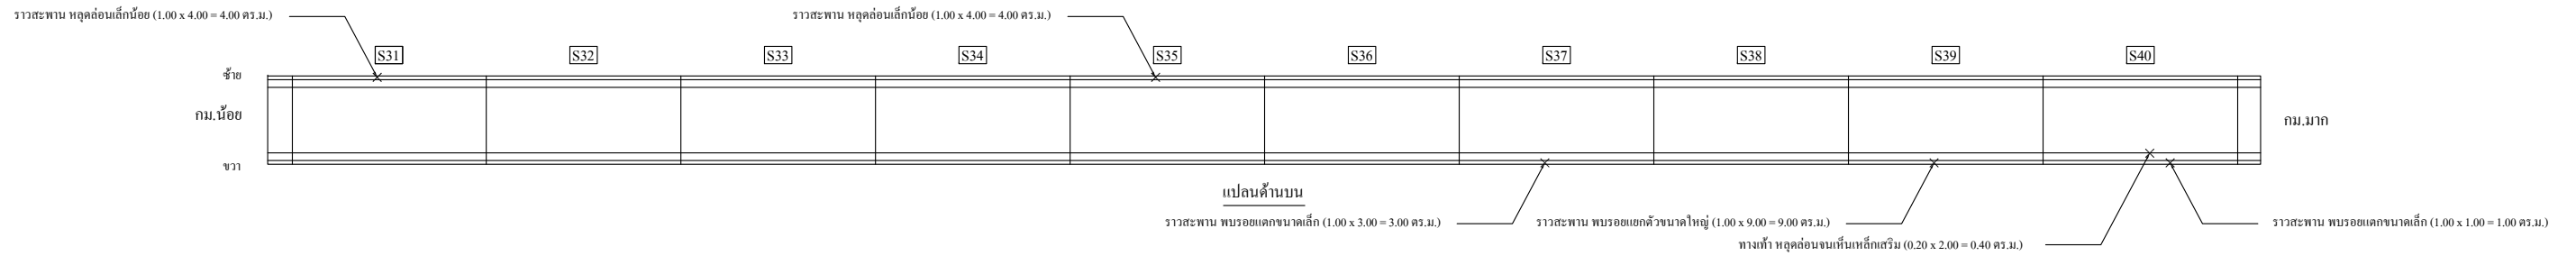 ราวสะพาน หลุดล่อนเล็กน้อย (1.00 x 4.00 = 4.00 ตร.ม.)
ราวสะพาน หลุดล่อนเล็กน้อย (1.00 x 4.00 = 4.00 ตร.ม.)
S31
S32
S33
S34
S35
S36
S37
S38
S39
S40
ซ้าย
กม.น้อย
กม.มาก
ขวา
แปลนด้านบน
ราวสะพาน พบรอยแตกขนาดเล็ก (1.00 x 3.00 = 3.00 ตร.ม.)
ราวสะพาน พบรอยแยกตัวขนาดใหญ่ (1.00 x 9.00 = 9.00 ตร.ม.)
ราวสะพาน พบรอยแตกขนาดเล็ก (1.00 x 1.00 = 1.00 ตร.ม.)
ทางเท้า หลุดล่อนจนเห็นเหล็กเสริม (0.20 x 2.00 = 0.40 ตร.ม.)